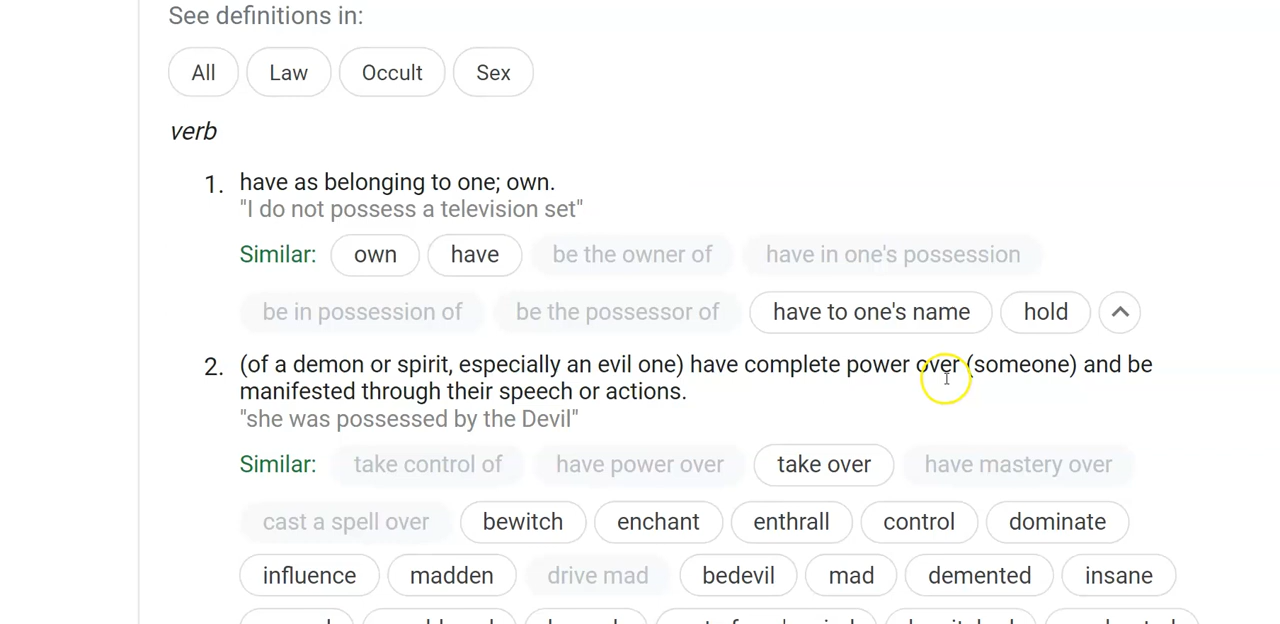 See definitions in:
All Law Occult Sex
verb
1. have as belonging to one; own.
"I do not possess a television set"
Similar: own have be the owner of have in one's possession
be in possession of be the possessor of have to one's name hold
2. (of a demon or spirit, especially an evil one) have complete power over (someone) and be
manifested through their speech or actions.
"she was possessed by the Devil"
Similar: take control of have power over take over have mastery over
cast a spell over bewitch enchant enthrall control dominate
influence madden drive mad bedevil mad demented insane